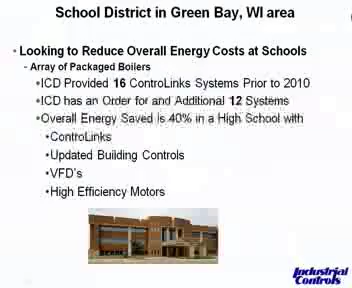 School District in Green Bay, WI area
• Looking to Reduce Overall Energy Costs at Schools
- Array of Packaged Boilers
•ICD Provided 16 ControLinks Systems Prior to 2010
•ICD has an Order for and Additional 12 Systems
•Overall Energy Saved is 40% in a High School with
•ControLinks
•Updated Building Controls
•VFD's
•High Efficiency Motors
Industrial
Controls